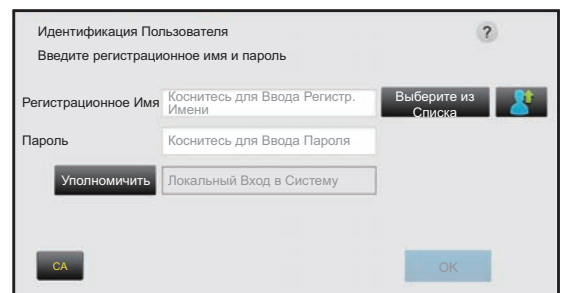 Идентификация Пользователя
?
Введите регистрационное имя и пароль
Регистрационное Имя
Коснитесь для Ввода Регистр.
Имени
Выберите из
Списка
Пароль
Коснитесь для Ввода Пароля
Уполномичить
Локальный Вход в Систему
CA
OK